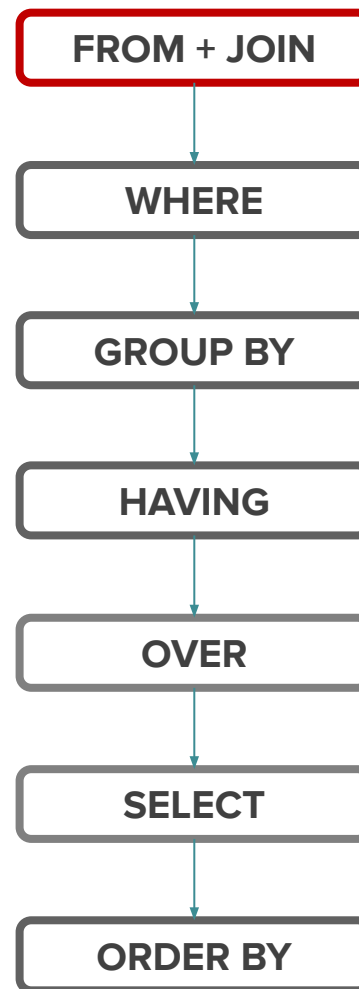 FROM + JOIN
WHERE
GROUP BY
HAVING
OVER
SELECT
ORDER BY